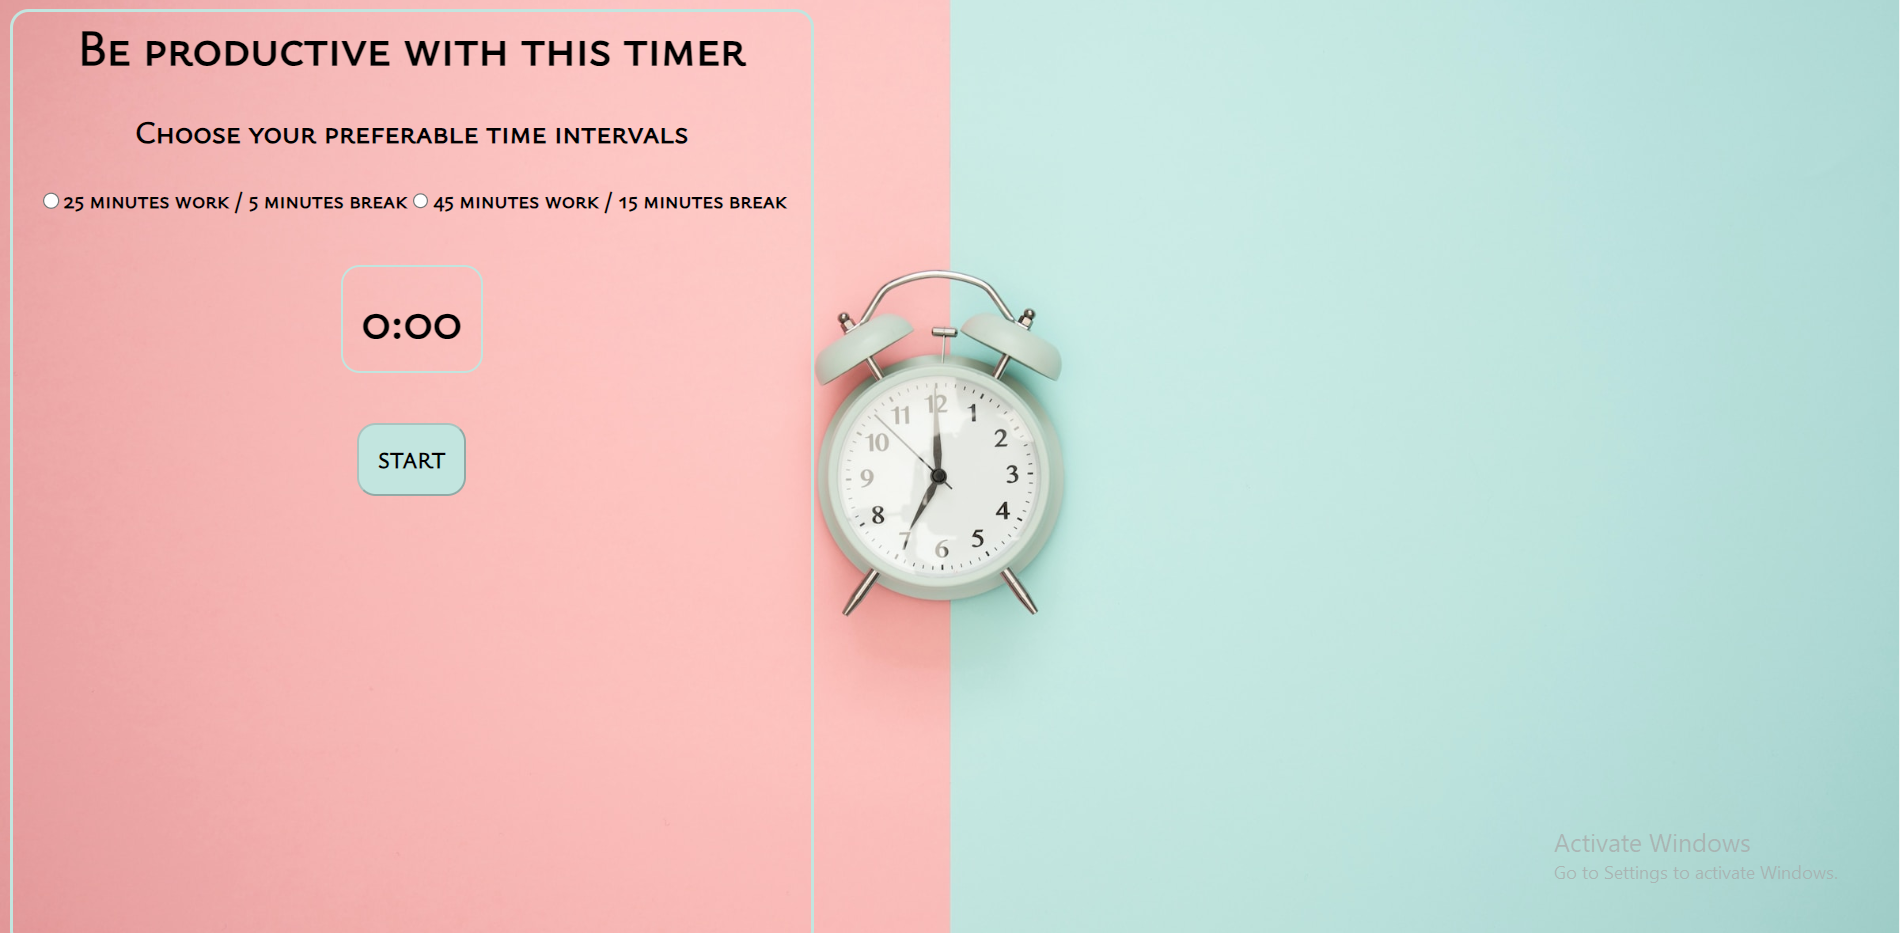 Be productive with this timer
Choose your preferable time intervals
25 minutes work / 5 minutes break 45 minutes work / 15 minutes break
0:00
START
12
11 1
10 2
9 3
8 4
7 5
6
Activate Windows
Go to Settings to activate Windows.